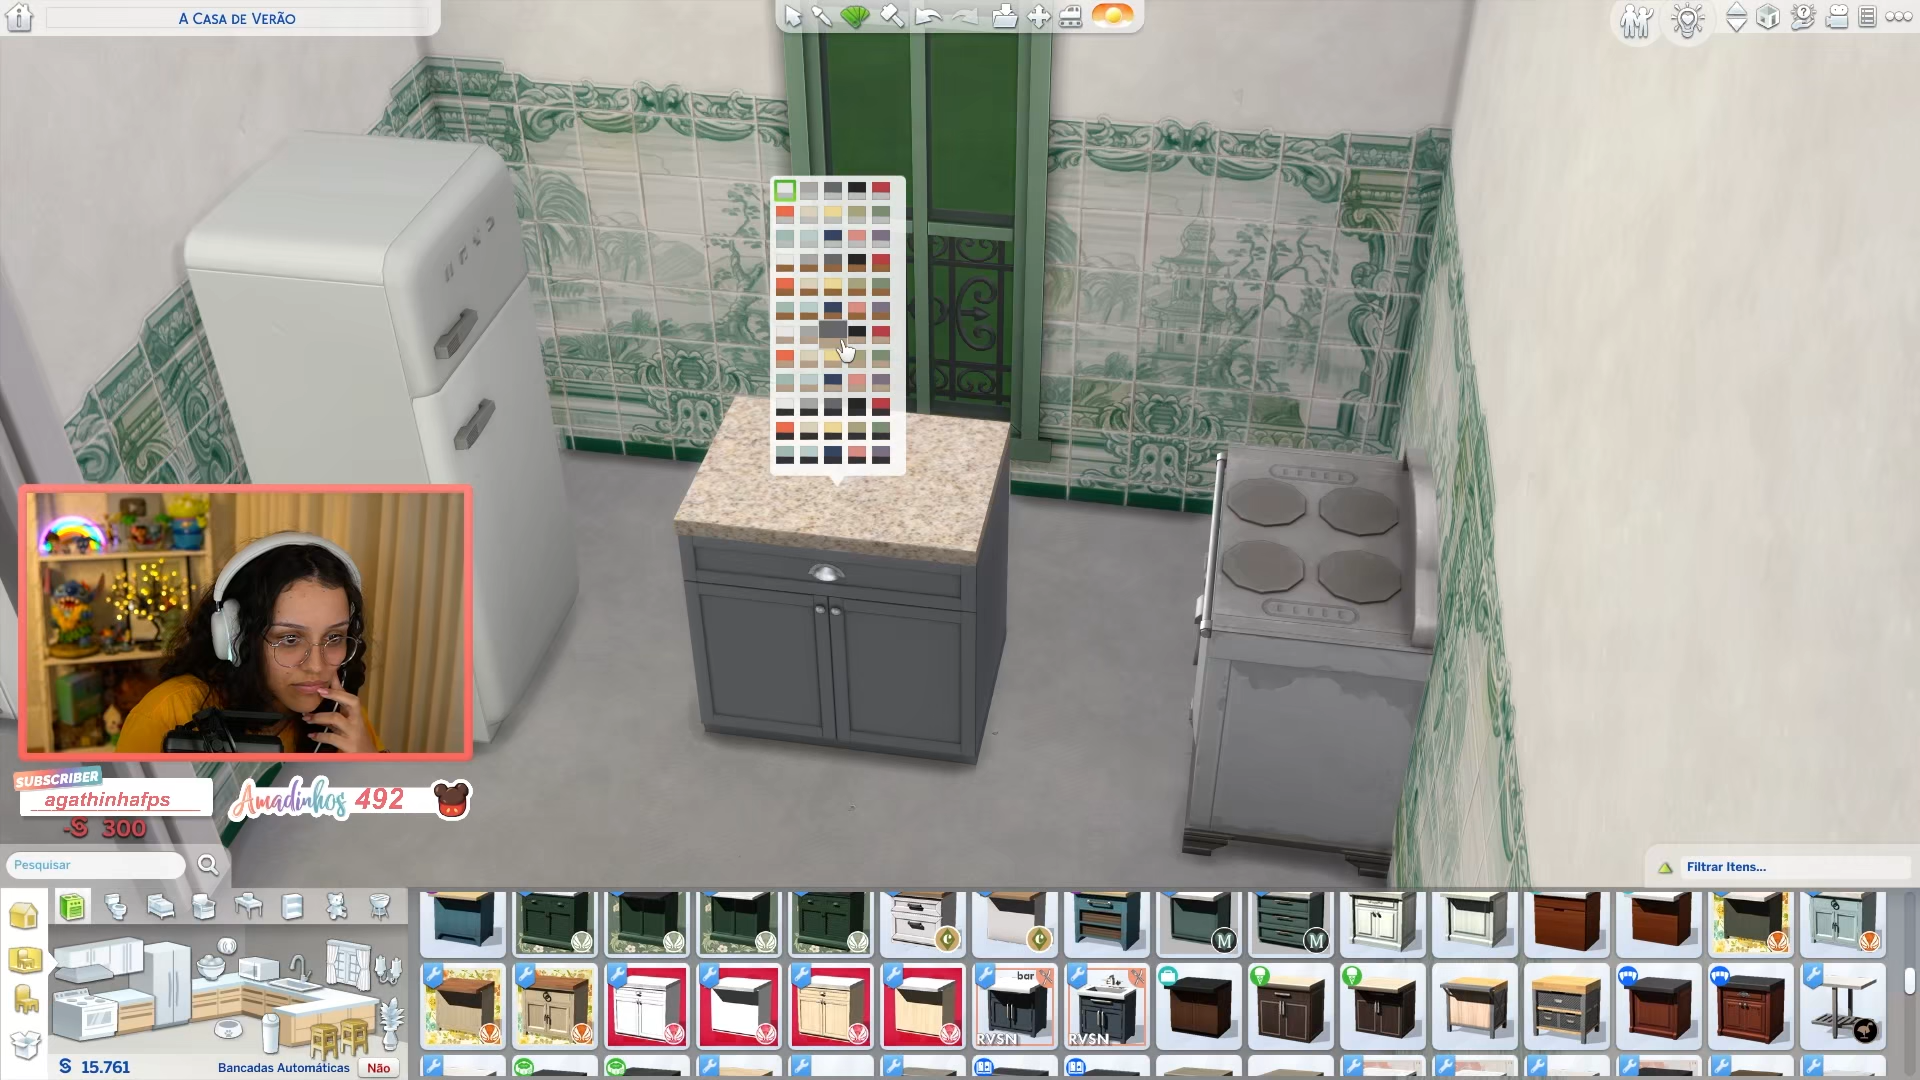 A CASA DE VERÃO
SUBSCRIBER
agathinhafps
Amadinhos 492
-§ 300
Pesquisar
Filtrar Itens...
M
M
bar
RVSN
RVSN
§ 15.761
Bancadas Automáticas Não